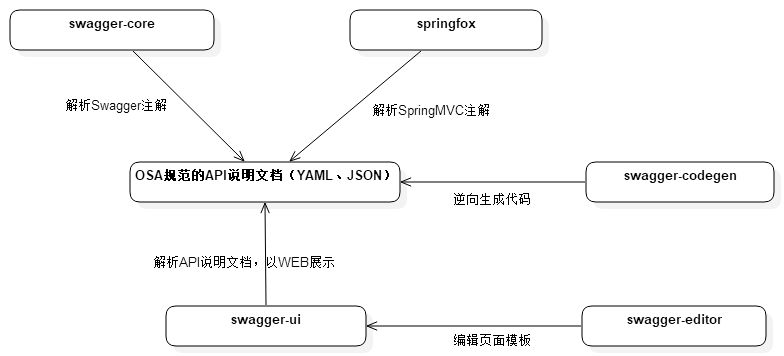 swagger-core
springfox
解析Swagger注解
解析SpringMVC注解
OSA规范的API说明文档（YAML、JSON）
swagger-codegen
逆向生成代码
解析API说明文档，以WEB展示
swagger-ui
swagger-editor
编辑页面模板